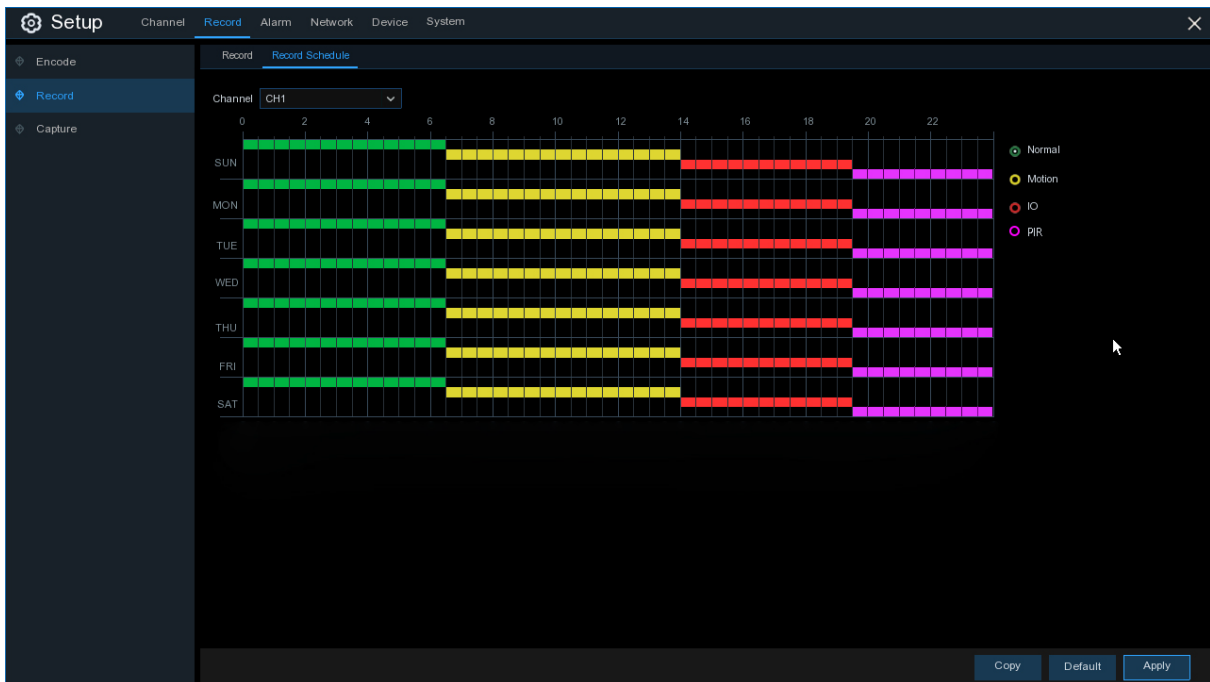 Setup Channel Record Alarm Network Device System
Encode
Record
Capture
Record Record Schedule
Channel CH1
0 2 4 6 8 10 12 14 16 18 20 22
SUN
MON
TUE
WED
THU
FRI
SAT
Normal
Motion
IO
PIR
Copy Default Apply